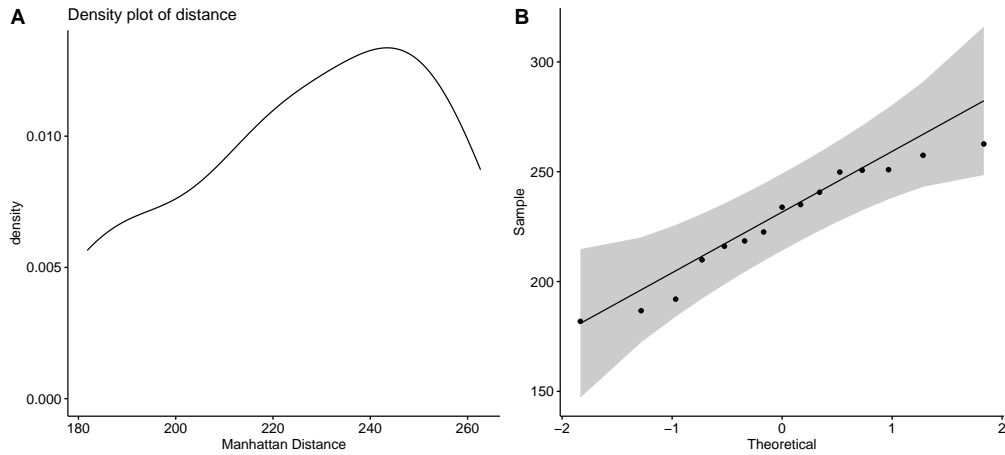 A
Density plot of distance
density
0.010
0.005
0.000
180
200
220
240
260
Manhattan Distance
B
Sample
300
250
200
150
−2
−1
0
1
2
Theoretical